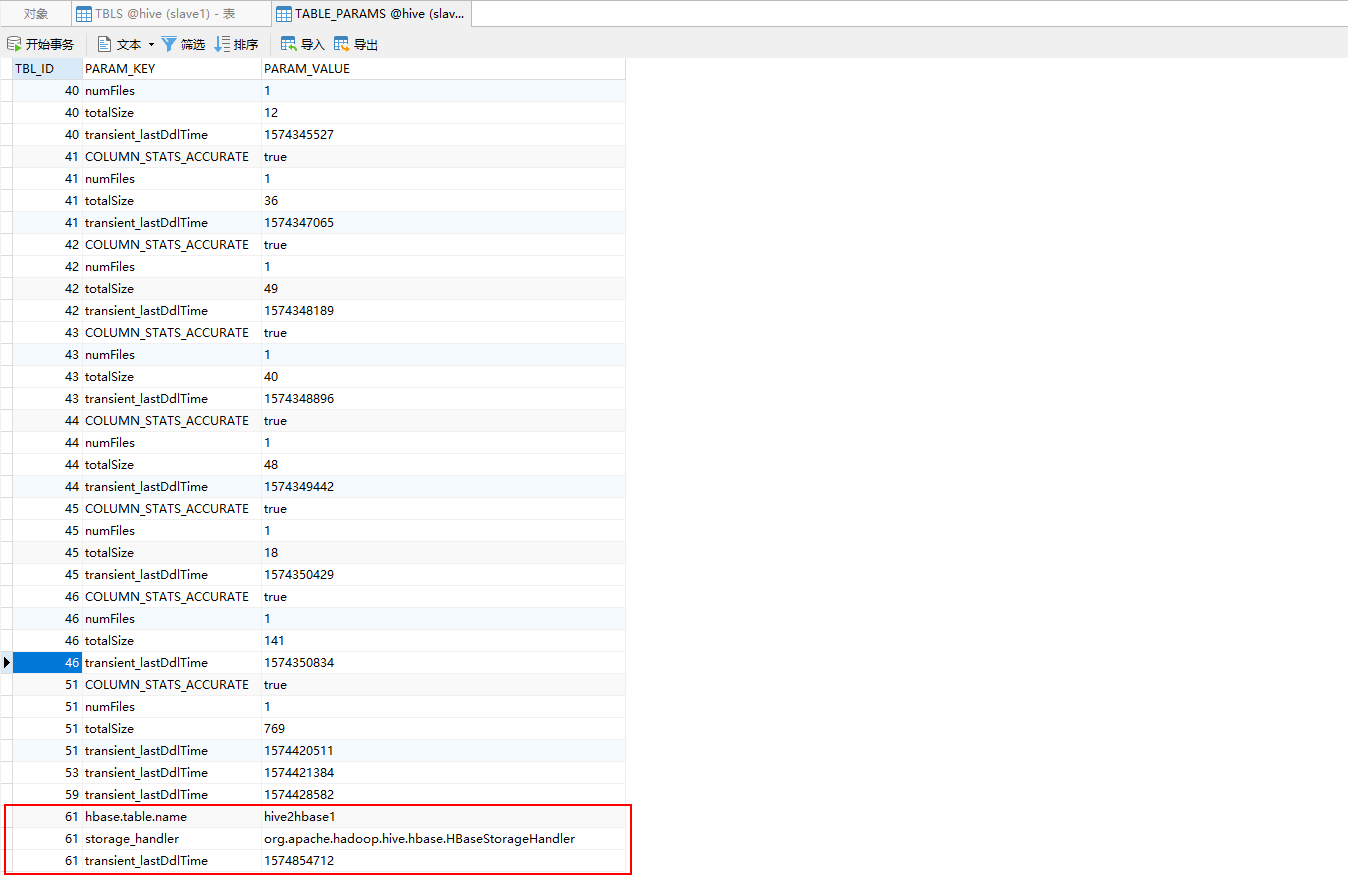 对象 TBLS @hive (slave1) - 表 TABLE_PARAMS @hive (slav...
开始事务 文本 筛选 排序 导入 导出
TBL_ID PARAM_KEY PARAM_VALUE
40 numFiles 1
40 totalSize 12
40 transient_lastDdlTime 1574345527
41 COLUMN_STATS_ACCURATE true
41 numFiles 1
41 totalSize 36
41 transient_lastDdlTime 1574347065
42 COLUMN_STATS_ACCURATE true
42 numFiles 1
42 totalSize 49
42 transient_lastDdlTime 1574348189
43 COLUMN_STATS_ACCURATE true
43 numFiles 1
43 totalSize 40
43 transient_lastDdlTime 1574348896
44 COLUMN_STATS_ACCURATE true
44 numFiles 1
44 totalSize 48
44 transient_lastDdlTime 1574349442
45 COLUMN_STATS_ACCURATE true
45 numFiles 1
45 totalSize 18
45 transient_lastDdlTime 1574350429
46 COLUMN_STATS_ACCURATE true
46 numFiles 1
46 totalSize 141
46 transient_lastDdlTime 1574350834
51 COLUMN_STATS_ACCURATE true
51 numFiles 1
51 totalSize 769
51 transient_lastDdlTime 1574420511
53 transient_lastDdlTime 1574421384
59 transient_lastDdlTime 1574428582
61 hbase.table.name hive2hbase1
61 storage_handler org.apache.hadoop.hive.hbase.HBaseStorageHandler
61 transient_lastDdlTime 1574854712